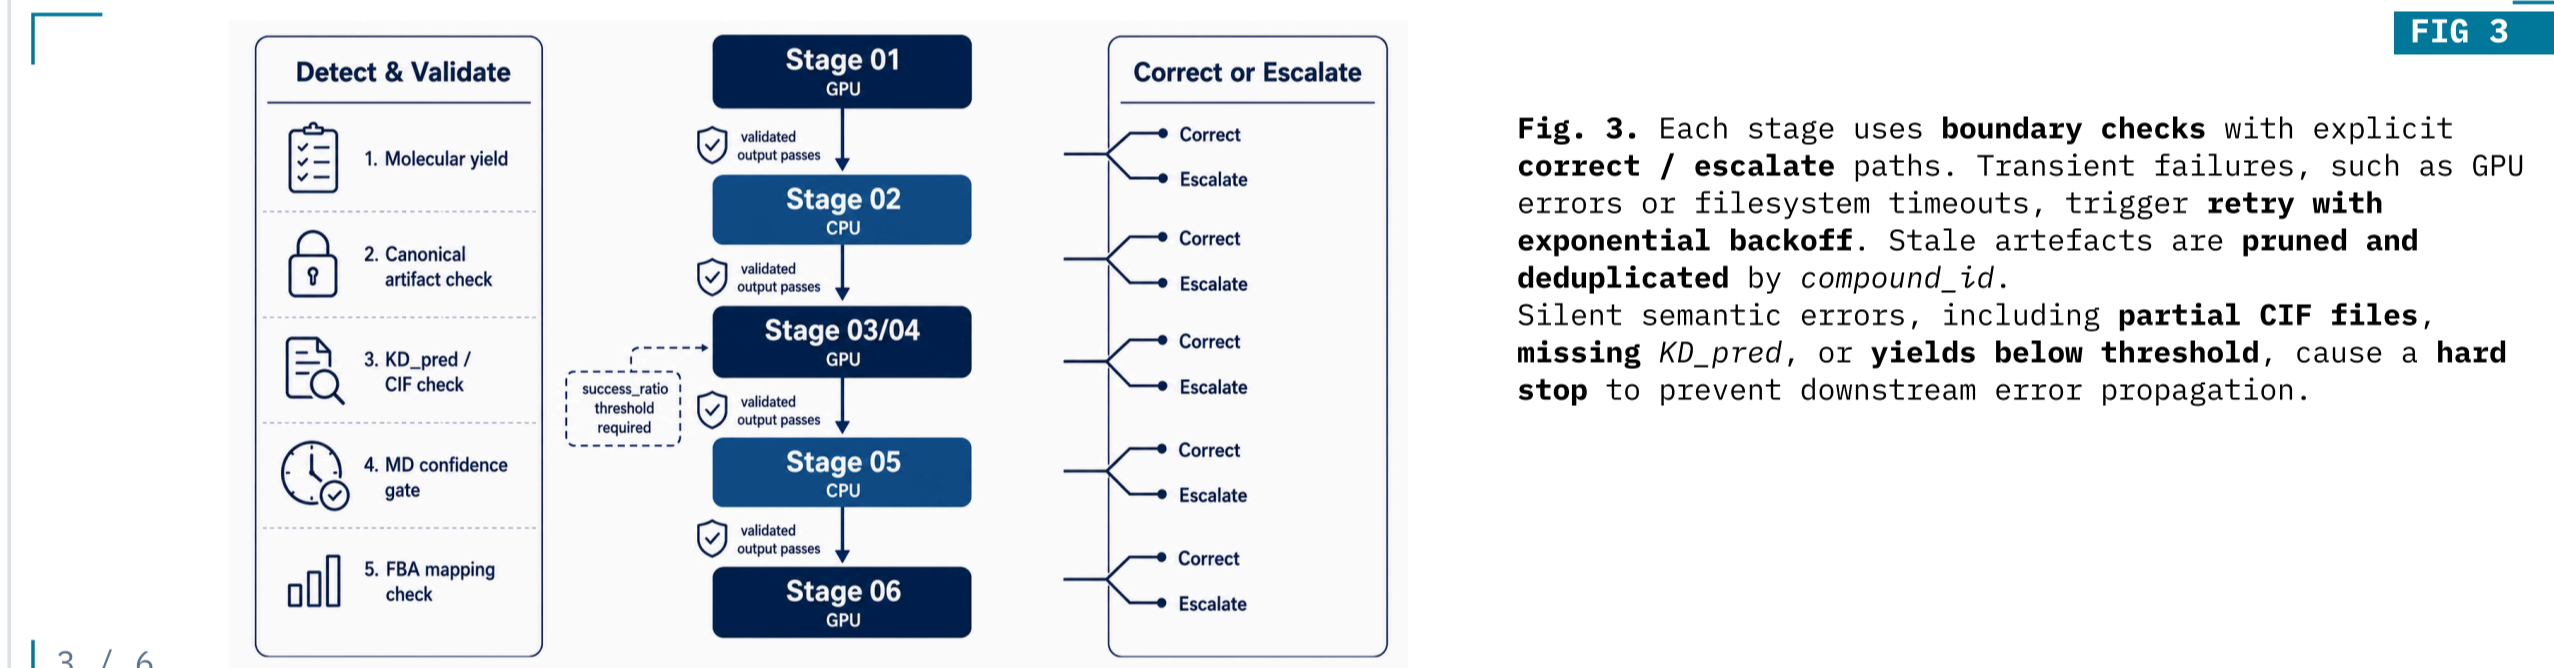 FIG 3
Detect & Validate
1. Molecular yield
2. Canonical
artifact check
3. KD_pred /
CIF check
4. MD confidence
gate
5. FBA mapping
check
Stage 01
GPU
validated
output passes
Stage 02
CPU
validated
output passes
Stage 03/04
GPU
success_ratio
threshold
required
validated
output passes
Stage 05
CPU
validated
output passes
Stage 06
GPU
Correct or Escalate
Correct
Escalate
Correct
Escalate
Correct
Escalate
Correct
Escalate
Correct
Escalate
Fig. 3. Each stage uses boundary checks with explicit
correct / escalate paths. Transient failures, such as GPU
errors or filesystem timeouts, trigger retry with
exponential backoff. Stale artefacts are pruned and
deduplicated by compound_id.
Silent semantic errors, including partial CIF files,
missing KD_pred, or yields below threshold, cause a hard
stop to prevent downstream error propagation.
3 / 6